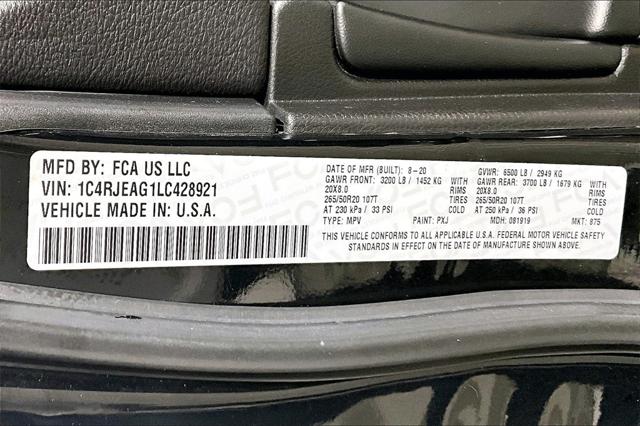 MFD BY: FCA US LLC
VIN: 1C4RJEAG1LC428921
VEHICLE MADE IN: U.S.A.
DATE OF MFR (BUILT): 8-20 GVWR: 6500 LB / 2949 KG
GAWR FRONT: 3200 LB / 1452 KG WITH GAWR REAR: 3700 LB / 1679 KG WITH
20X8.0 RIMS 20X8.0 RIMS
265/50R20 107T TIRES 265/50R20 107T TIRES
AT 230 kPa / 33 PSI COLD AT 250 kPa / 36 PSI COLD
TYPE: MPV PAINT: PXJ MDH: 081919 MKT: 875
THIS VEHICLE CONFORMS TO ALL APPLICABLE U.S.A. FEDERAL MOTOR VEHICLE SAFETY
STANDARDS IN EFFECT ON THE DATE OF MANUFACTURE SHOWN ABOVE.